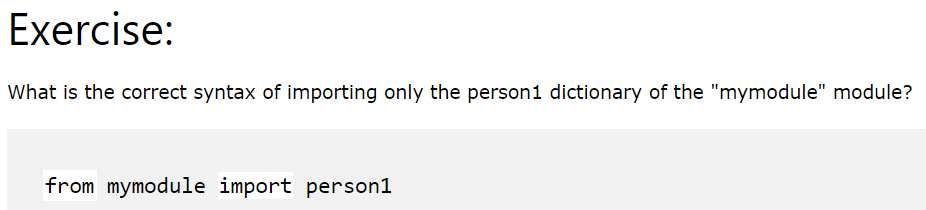 Exercise:
What is the correct syntax of importing only the person1 dictionary of the "mymodule" module?
from mymodule import person1